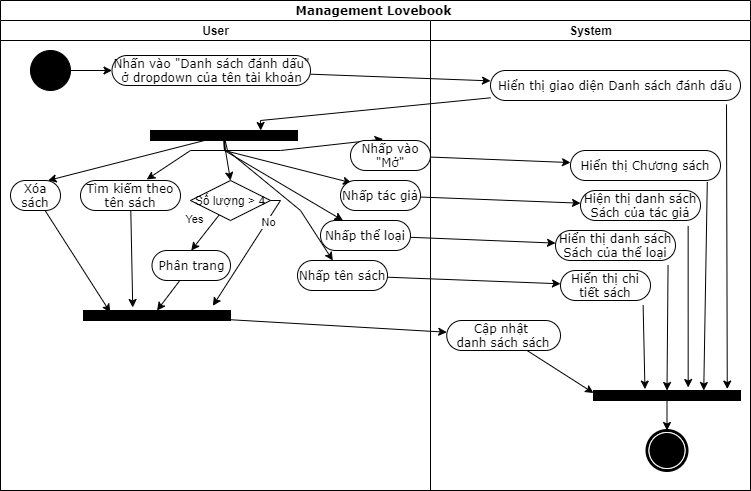 Management Lovebook
User
System
Nhấn vào "Danh sách đánh dấu"
ở dropdown của tên tài khoản
Hiển thị giao diện Danh sách đánh dấu
Nhấp vào
"Mở"
Hiển thị Chương sách
Xóa
sách
Tìm kiếm theo
tên sách
Số lượng > 4
Nhấp tác giả
Hiện thị danh sách
Sách của tác giả
Yes
No
Nhấp thể loại
Hiển thị danh sách
Sách của thể loại
Phân trang
Nhấp tên sách
Hiển thị chi
tiết sách
Cập nhật
danh sách sách